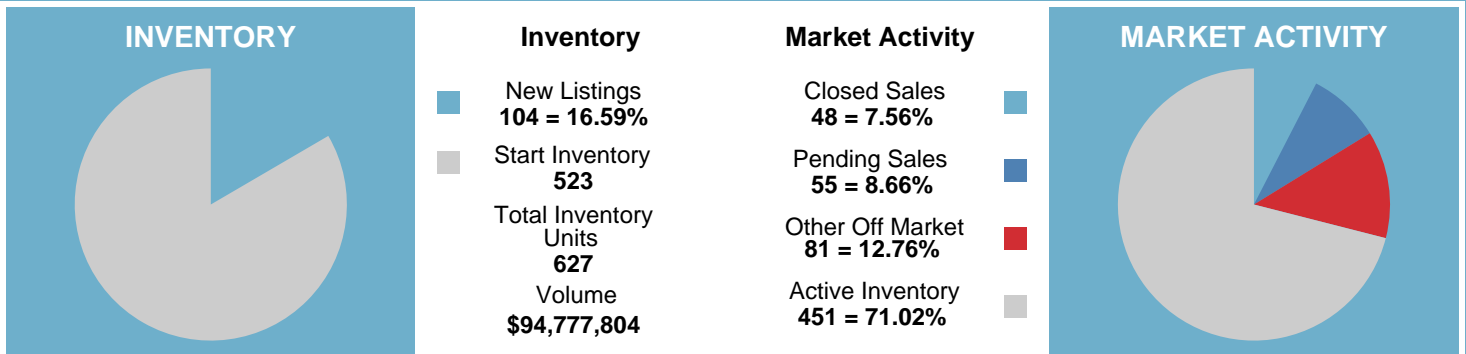 INVENTORY
Inventory
New Listings
104 = 16.59%
Start Inventory
523
Total Inventory
Units
627
Volume
$94,777,804
Market Activity
Closed Sales
48 = 7.56%
Pending Sales
55 = 8.66%
Other Off Market
81 = 12.76%
Active Inventory
451 = 71.02%
MARKET ACTIVITY